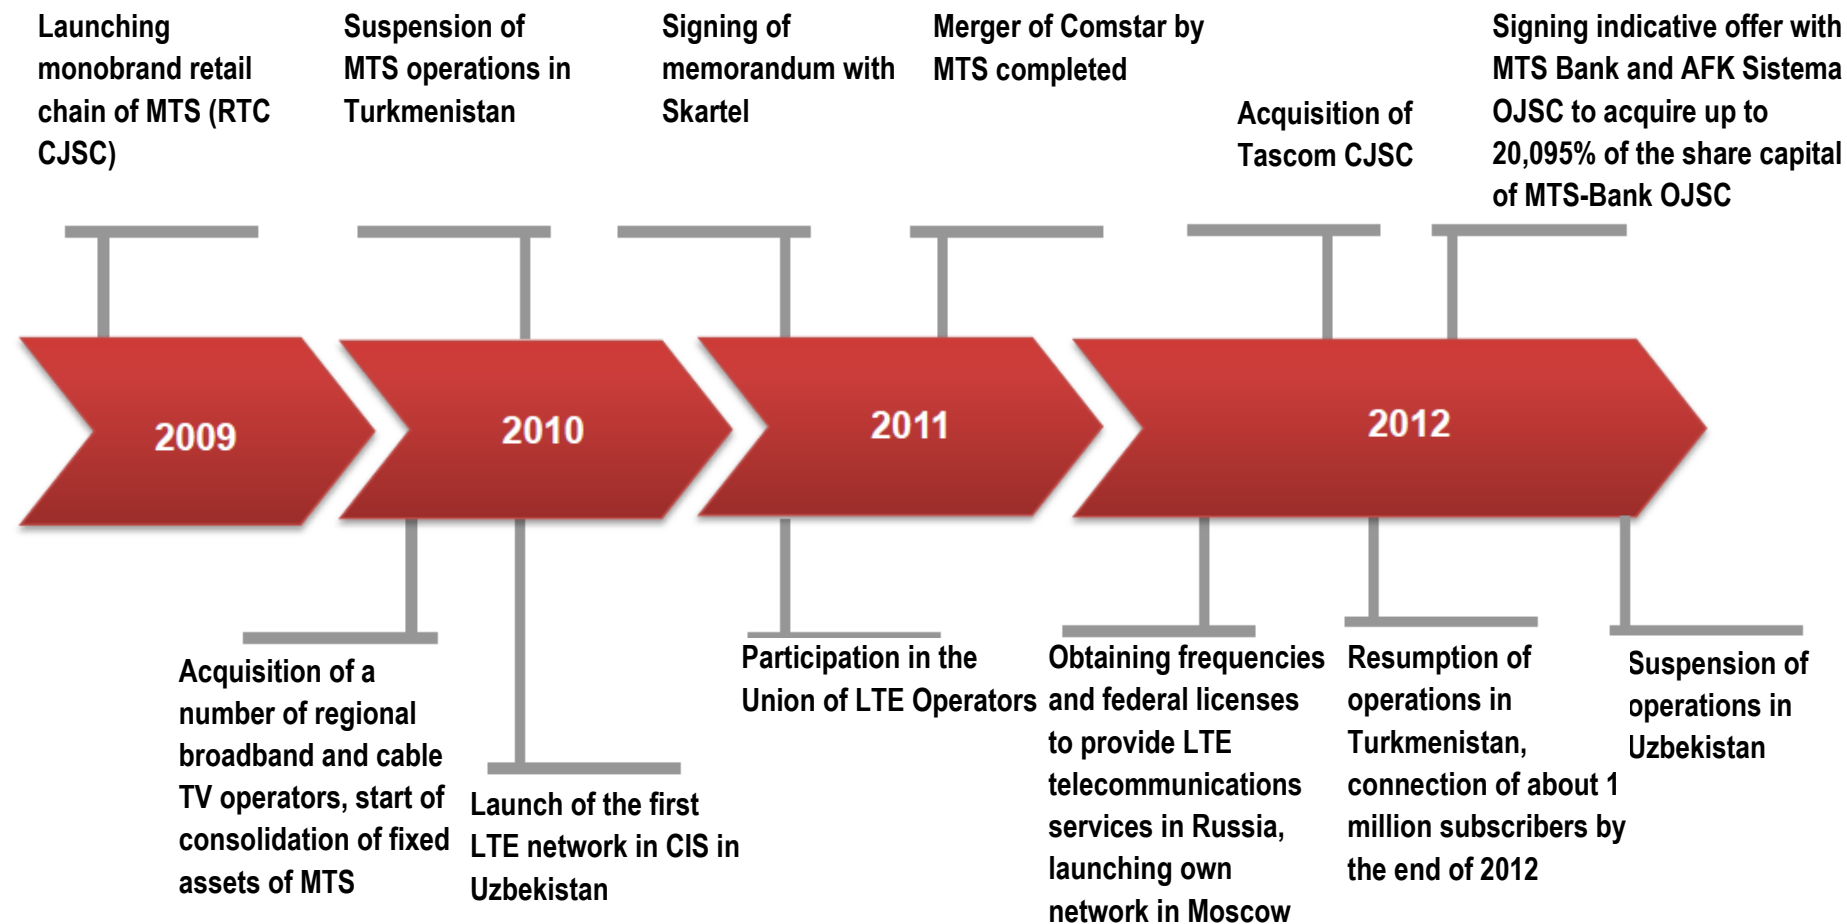 Launching
monobrand retail
chain of MTS (RTC
CJSC)
Suspension of
MTS operations in
Turkmenistan
Signing of
memorandum with
Skartel
Merger of Comstar by
MTS completed
Acquisition of
Tascom CJSC
Signing indicative offer with
MTS Bank and AFK Sistema
OJSC to acquire up to
20,095% of the share capital
of MTS-Bank OJSC
2009
2010
2011
2012
Acquisition of a
number of regional
broadband and cable
TV operators, start of
consolidation of fixed
assets of MTS
Launch of the first
LTE network in CIS in
Uzbekistan
Participation in the
Union of LTE Operators
Obtaining frequencies
and federal licenses
to provide LTE
telecommunications
services in Russia,
launching own
network in Moscow
Resumption of
operations in
Turkmenistan,
connection of about 1
million subscribers by
the end of 2012
Suspension of
operations in
Uzbekistan